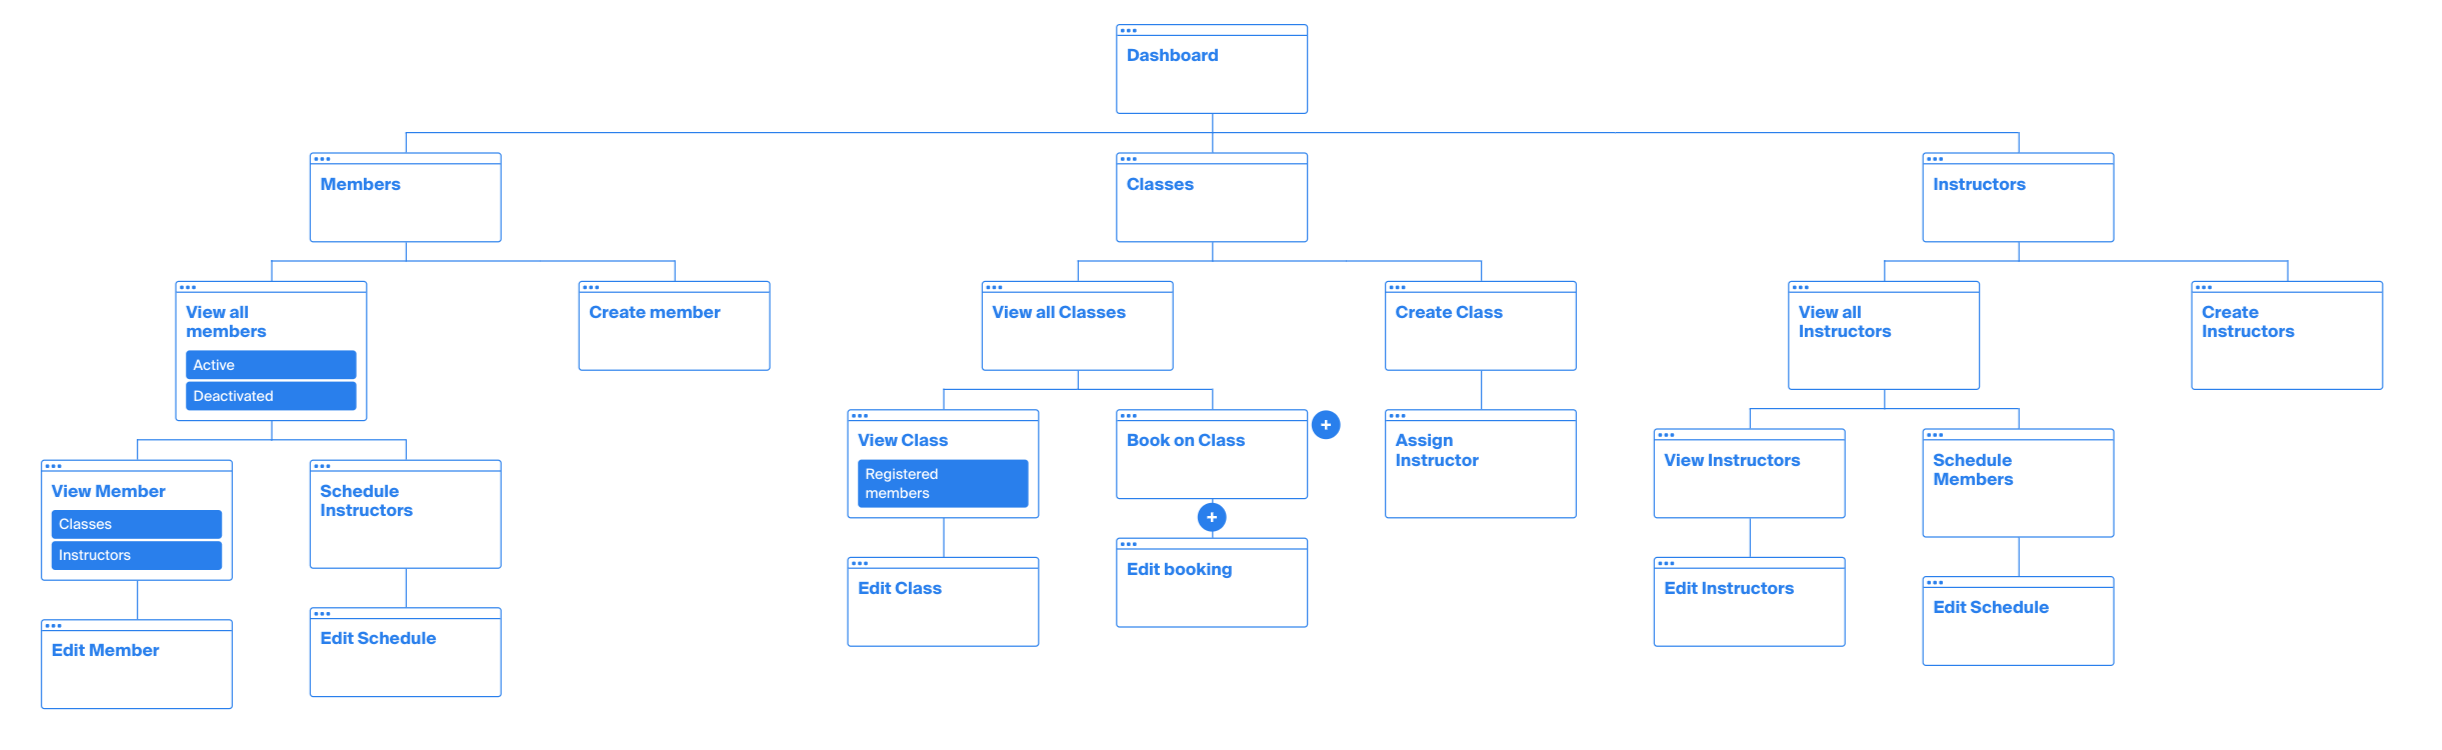 Dashboard
Members
Classes
Instructors
View all
members
Active
Deactivated
Create member
View all Classes
Create Class
View all
Instructors
Create
Instructors
View Member
Classes
Instructors
Schedule
Instructors
View Class
Registered
members
Book on Class
+
+
Assign
Instructor
View Instructors
Schedule
Members
Edit Member
Edit Schedule
Edit Class
Edit booking
Edit Instructors
Edit Schedule